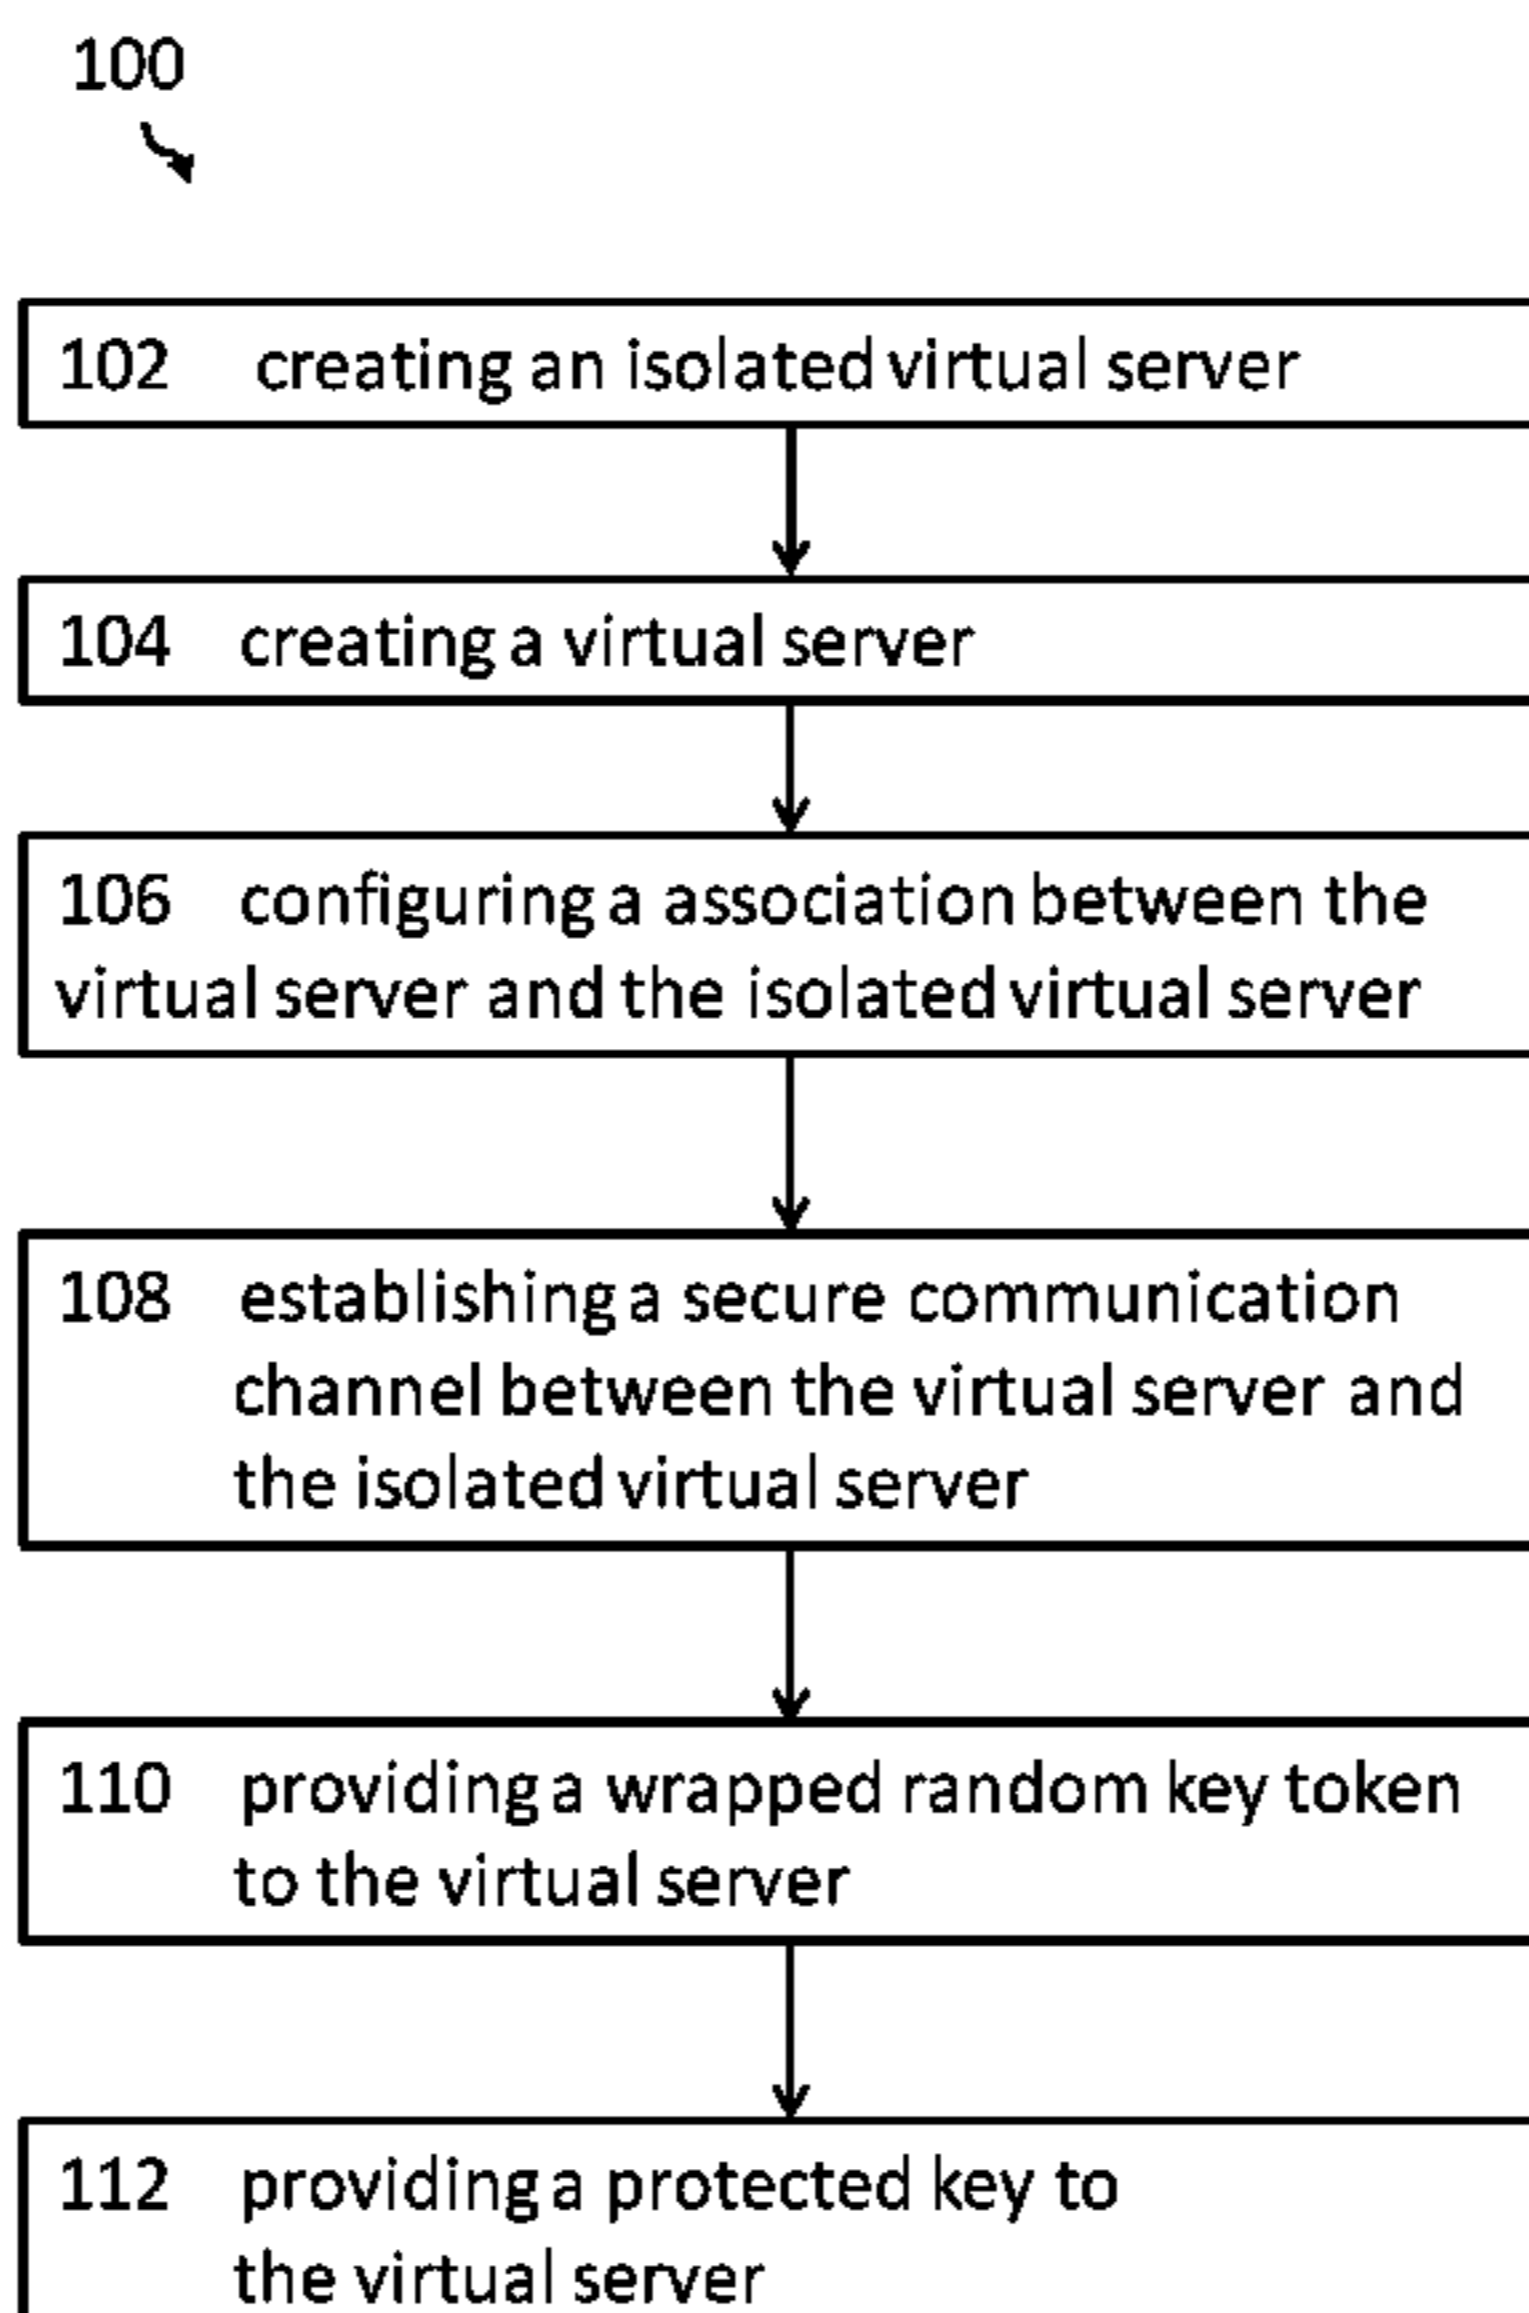 100
102 creating an isolated virtual server
104 creating a virtual server
106 configuring a association between the
virtual server and the isolated virtual server
108 establishing a secure communication
channel between the virtual server and
the isolated virtual server
110 providing a wrapped random key token
to the virtual server
112 providing a protected key to
the virtual server